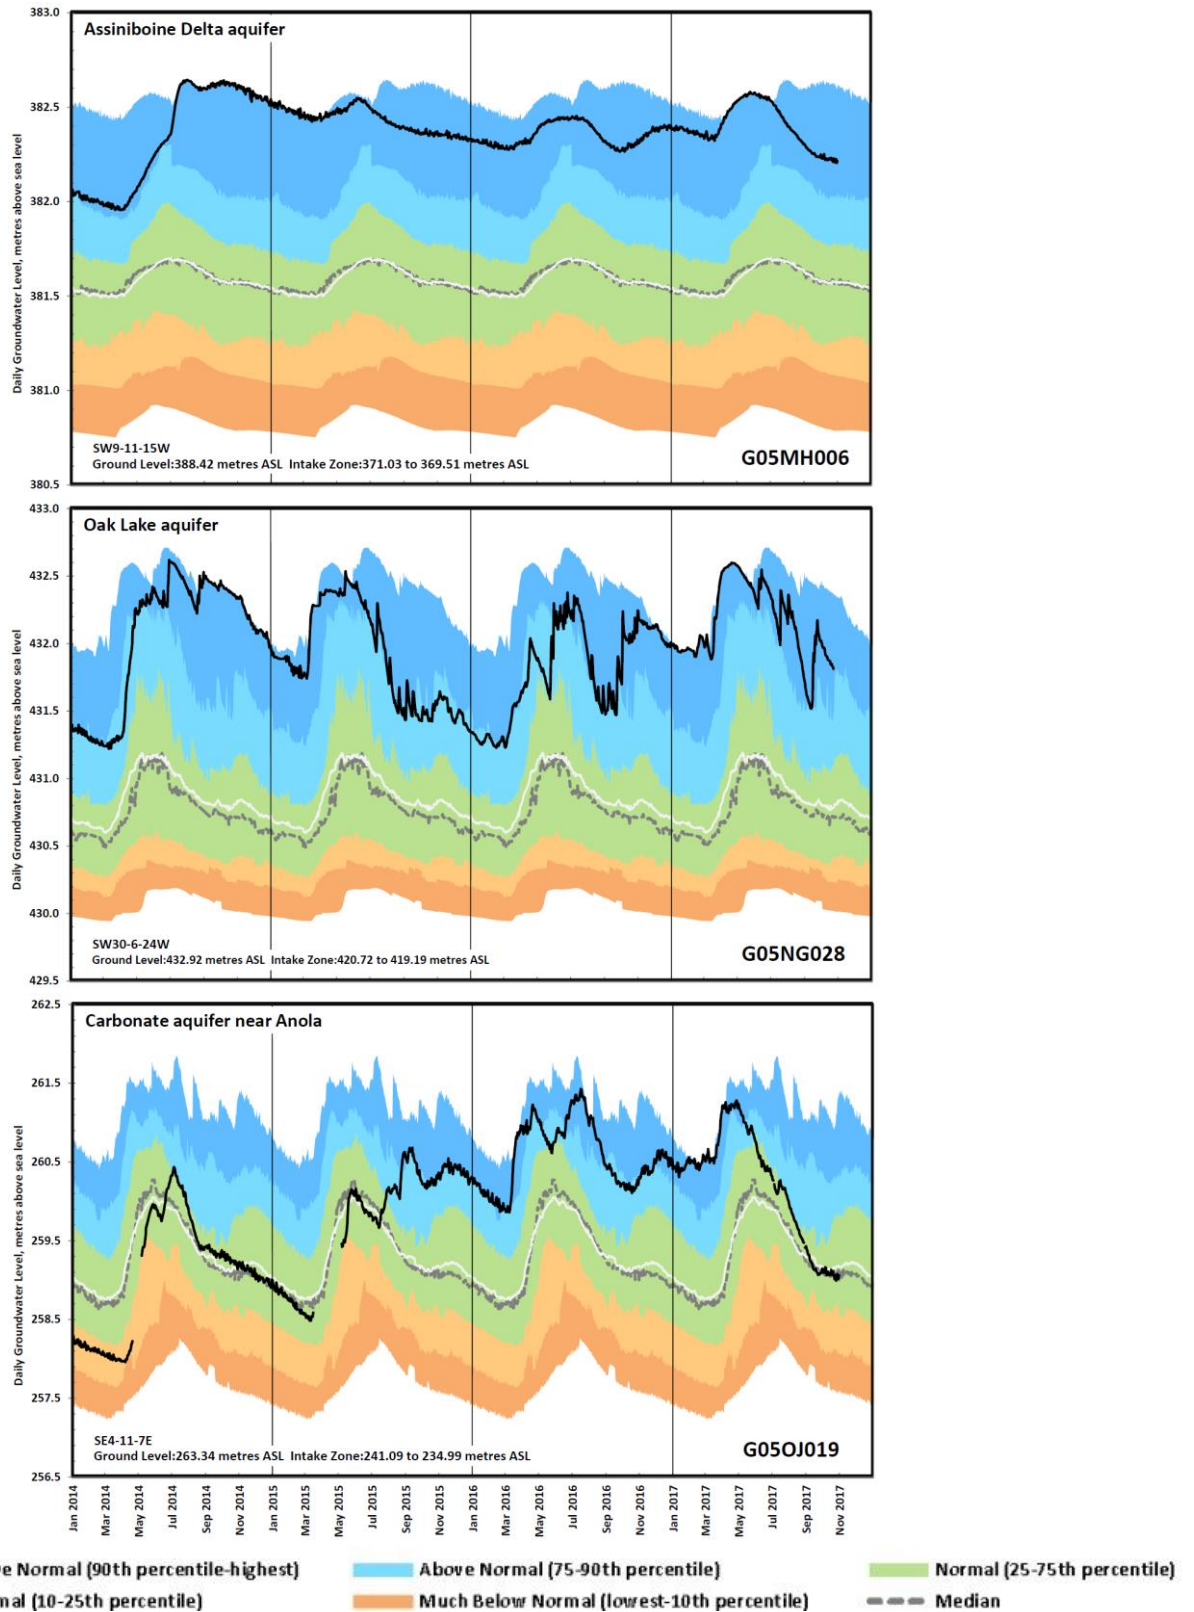 383.0
Assiniboine Delta aquifer
382.5
382.0
381.5
381.0
380.5
Daily Groundwater Level, metres above sea level
SW9-11-15W
Ground Level:388.42 metres ASL Intake Zone:371.03 to 369.51 metres ASL
G05MH006
433.0
Oak Lake aquifer
432.5
432.0
431.5
431.0
430.5
430.0
429.5
Daily Groundwater Level, metres above sea level
SW30-6-24W
Ground Level:432.92 metres ASL Intake Zone:420.72 to 419.19 metres ASL
G05NG028
262.5
Carbonate aquifer near Anola
261.5
260.5
259.5
258.5
257.5
256.5
Daily Groundwater Level, metres above sea level
SE4-11-7E
Ground Level:263.34 metres ASL Intake Zone:241.09 to 234.99 metres ASL
G05OJ019
Jan 2014
Mar 2014
May 2014
Jul 2014
Sep 2014
Nov 2014
Jan 2015
Mar 2015
May 2015
Jul 2015
Sep 2015
Nov 2015
Jan 2016
Mar 2016
May 2016
Jul 2016
Sep 2016
Nov 2016
Jan 2017
Mar 2017
May 2017
Jul 2017
Sep 2017
Nov 2017
e Normal (90th percentile-highest)
Above Normal (75-90th percentile)
Normal (25-75th percentile)
mal (10-25th percentile)
Much Below Normal (lowest-10th percentile)
Median